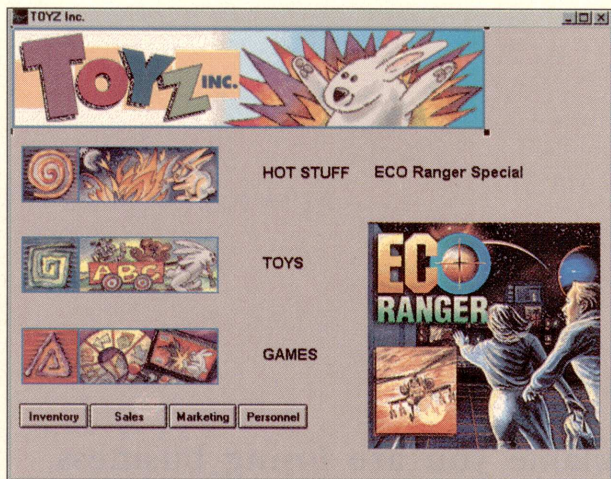 TOYZ Inc.
TOYZ INC.
HOT STUFF
ECO Ranger Special
ABC
TOYS
ECO
RANGER
GAMES
Inventory
Sales
Marketing
Personnel